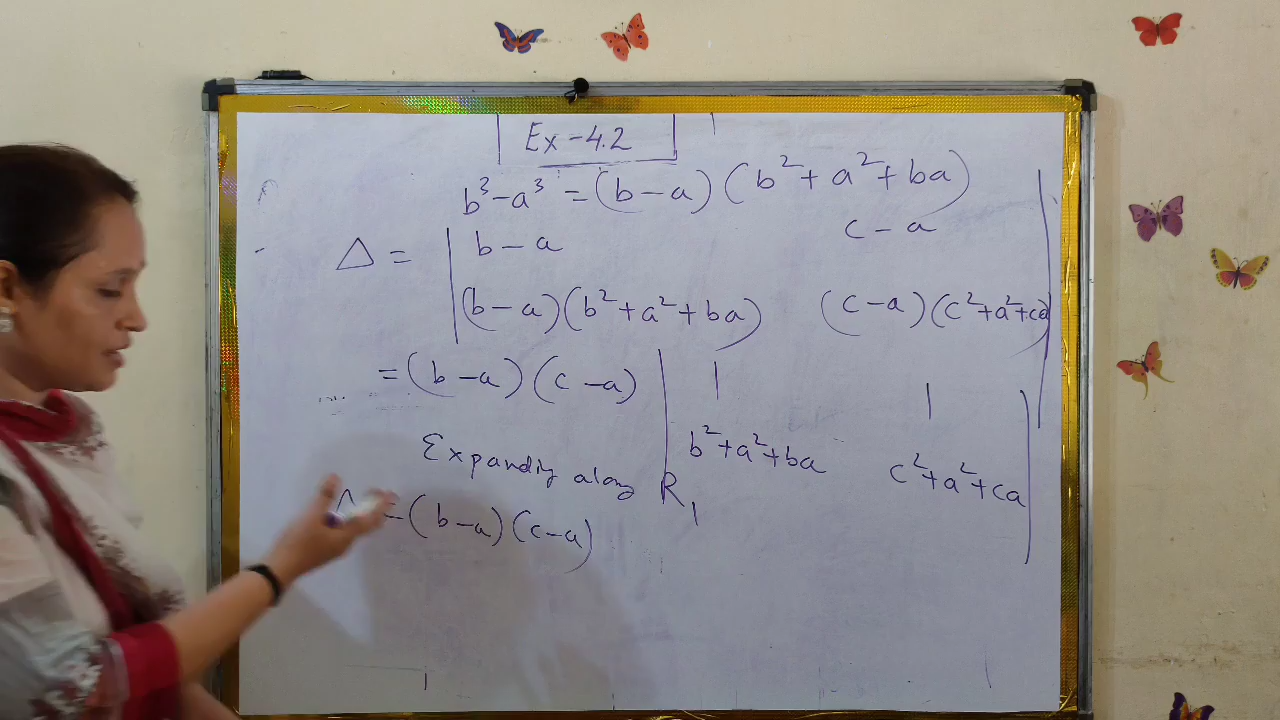 Ex-4.2
b³-a³ = (b-a)(b²+a²+ba)
Δ = | b-a c-a |
| (b-a)(b²+a²+ba) (c-a)(c²+a²+ca) |
= (b-a)(c-a) | 1 1 |
| b²+a²+ba c²+a²+ca |
Expanding along R₁
Δ = (b-a)(c-a)